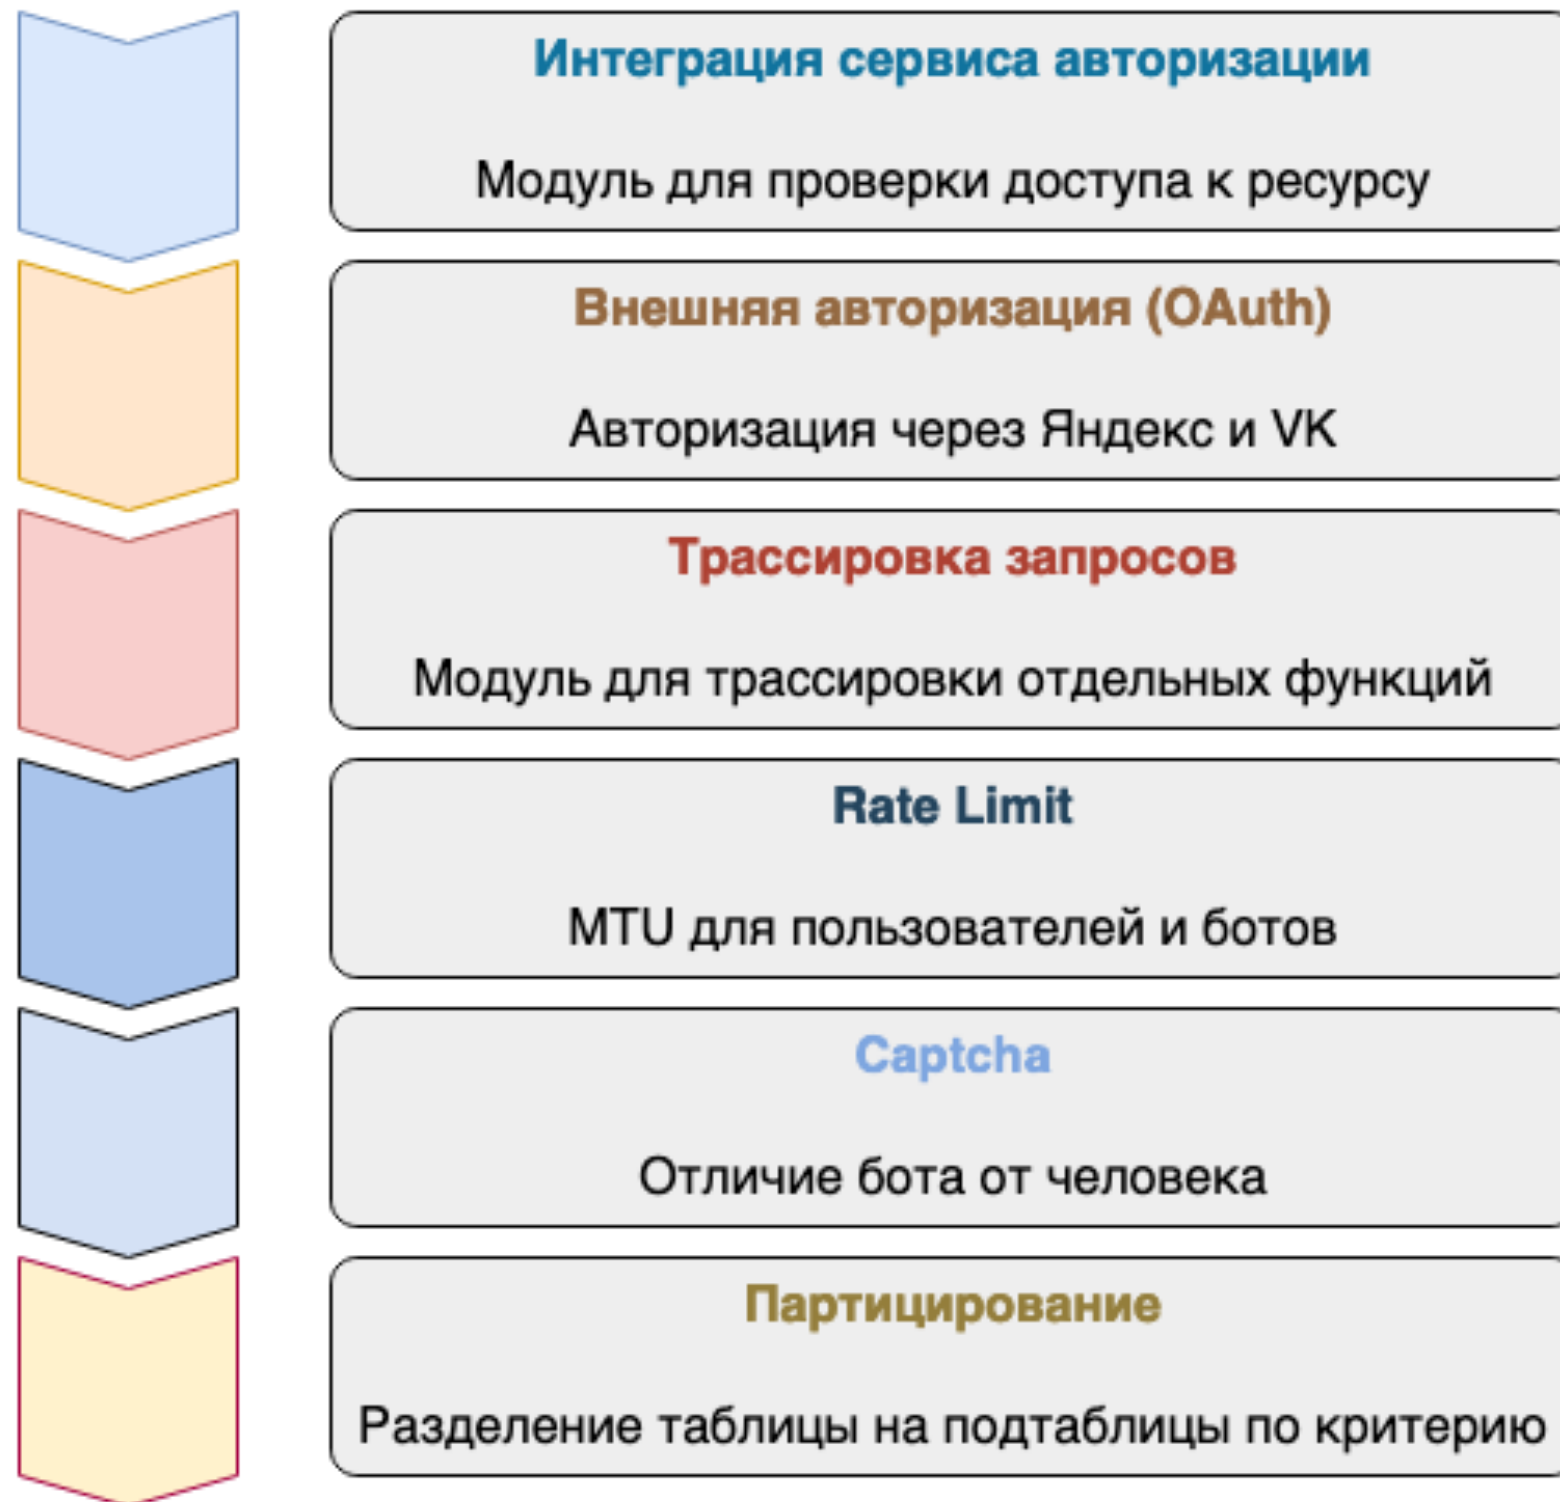 Интеграция сервиса авторизации
Модуль для проверки доступа к ресурсу
Внешняя авторизация (OAuth)
Авторизация через Яндекс и VK
Трассировка запросов
Модуль для трассировки отдельных функций
Rate Limit
MTU для пользователей и ботов
Captcha
Отличие бота от человека
Партицирование
Разделение таблицы на подтаблицы по критерию